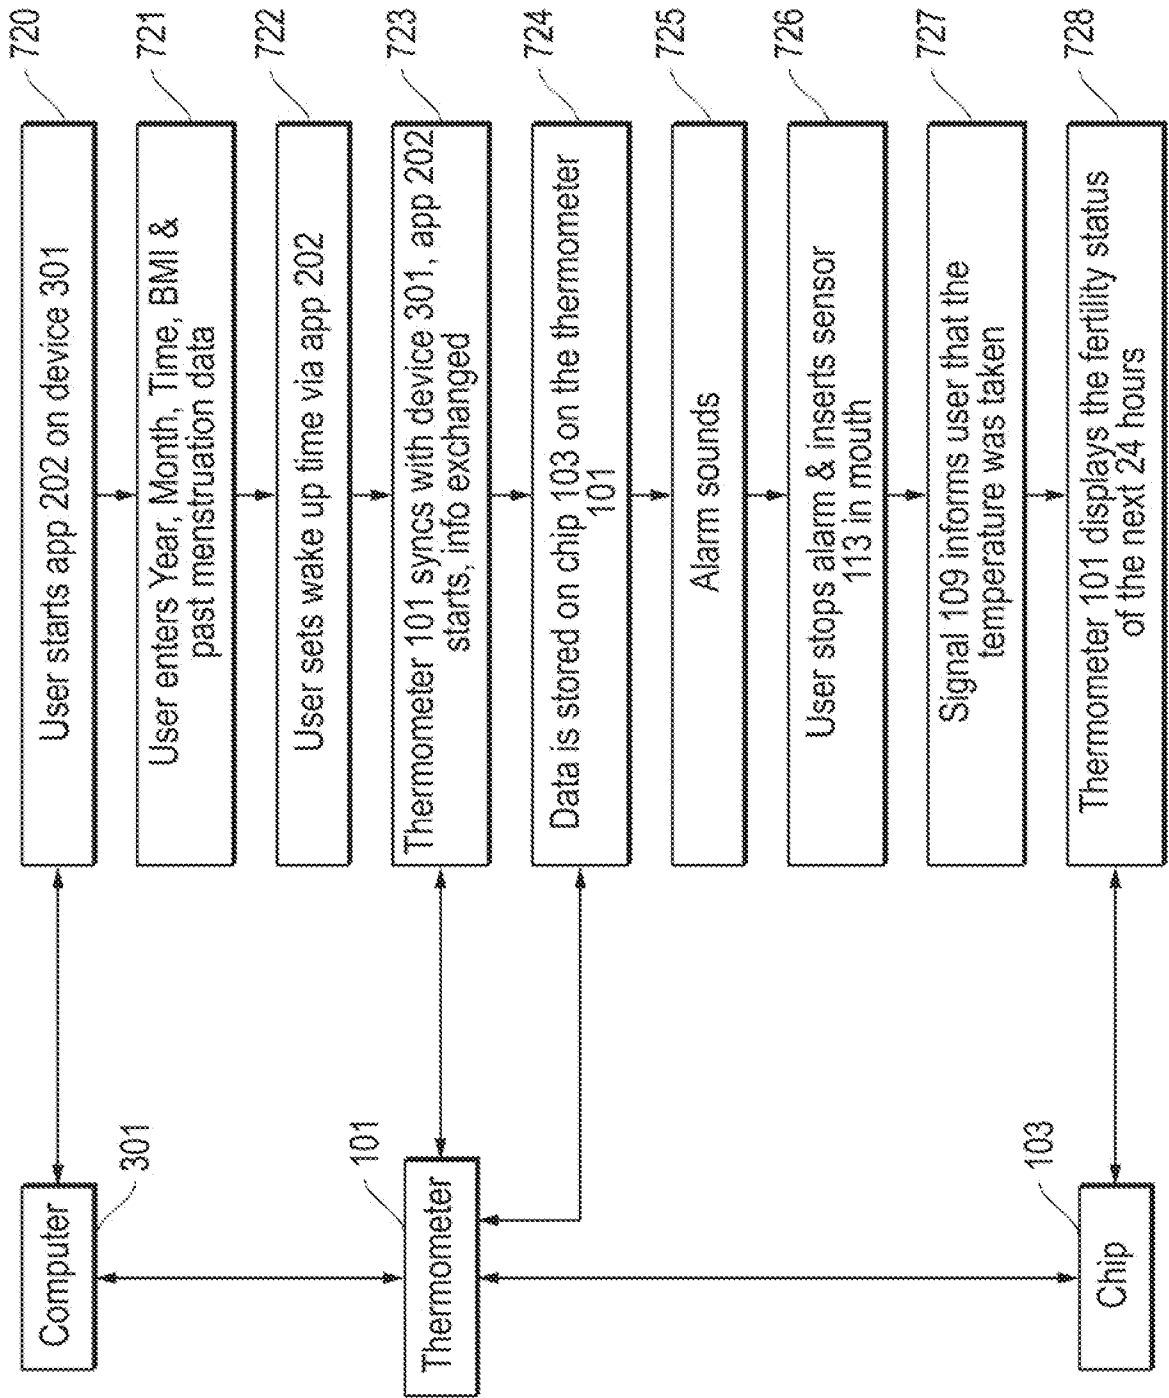 Computer
301
Thermometer
101
Chip
103
User starts app 202 on device 301
720
User enters Year, Month, Time, BMI &
past menstruation data
721
User sets wake up time via app 202
722
Thermometer 101 syncs with device 301, app 202
starts, info exchanged
723
Data is stored on chip 103 on the thermometer
101
724
Alarm sounds
725
User stops alarm & inserts sensor
113 in mouth
726
Signal 109 informs user that the
temperature was taken
727
Thermometer 101 displays the fertility status
of the next 24 hours
728